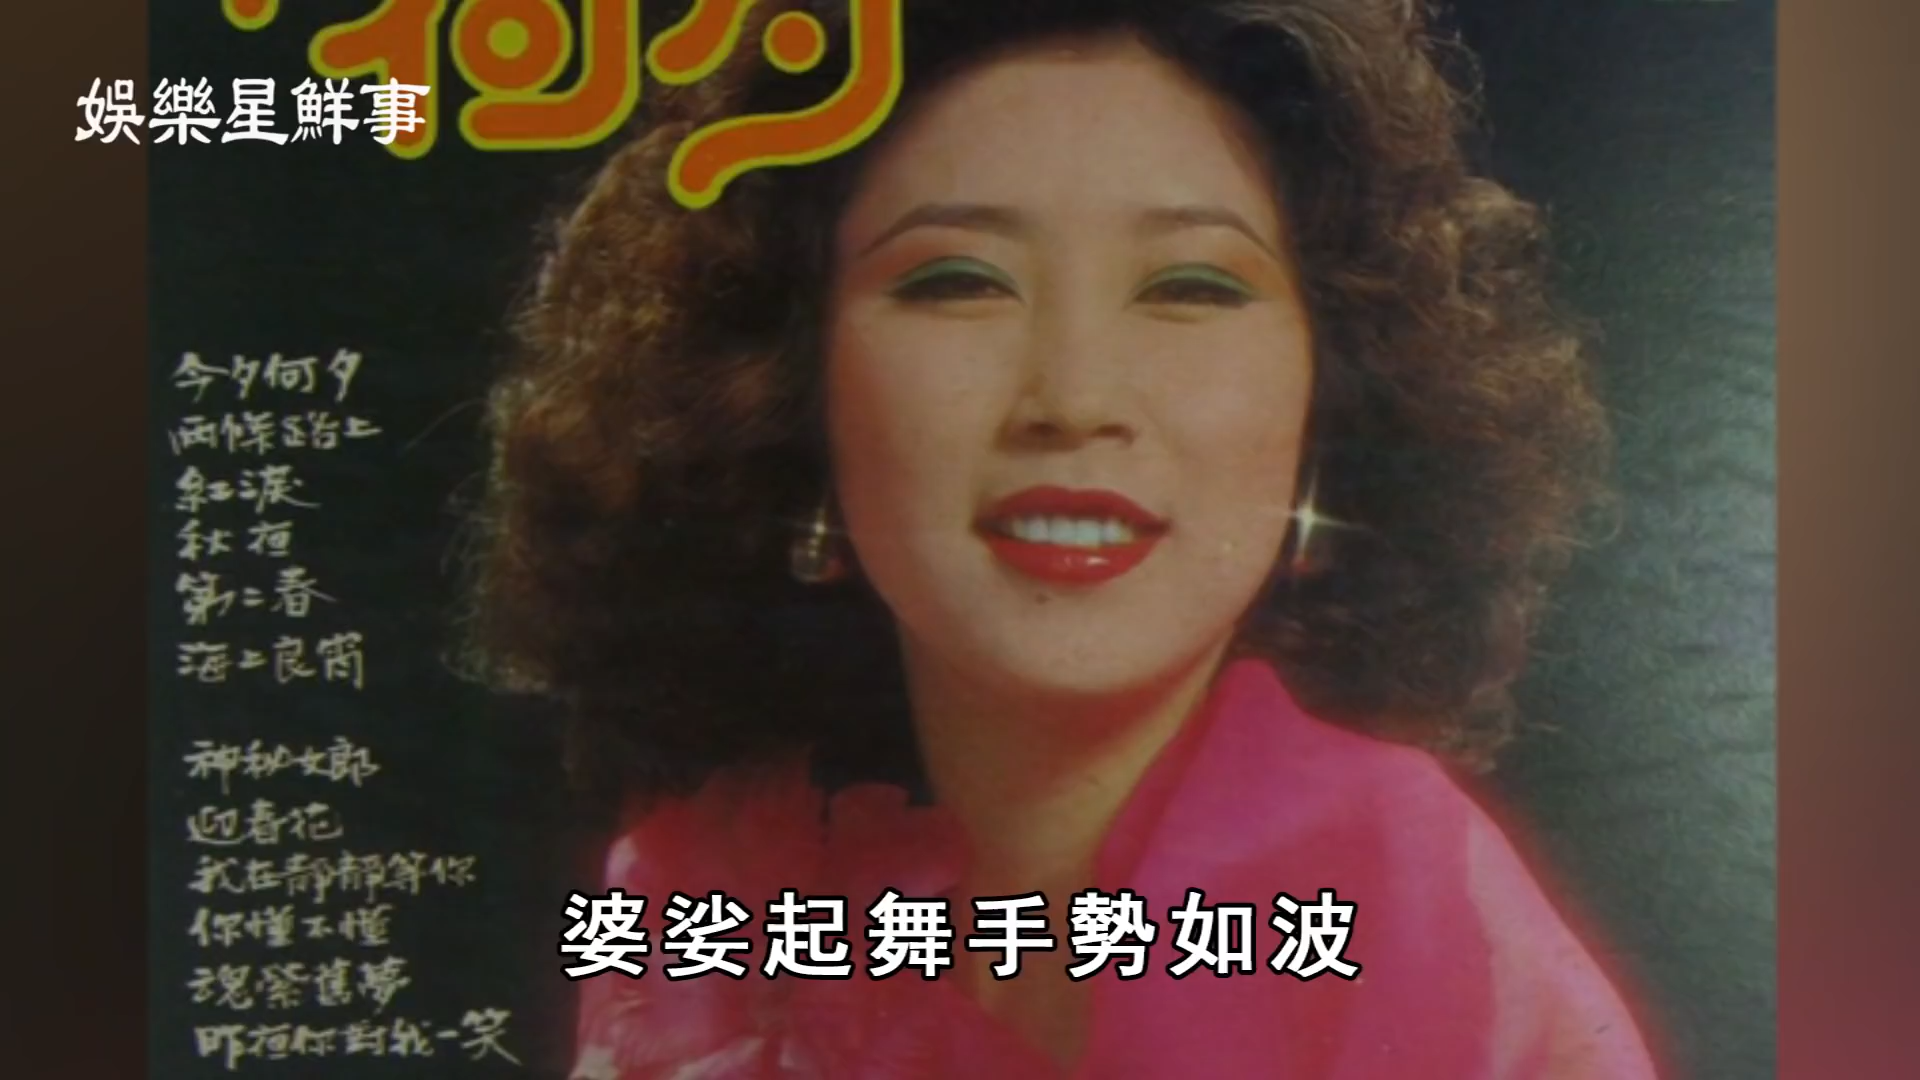 何夕
娛樂星鮮事
今夕何夕
兩條路上
紅淚
秋夜
第二春
海上良宵
神秘女郎
迎春花
我在靜靜等你
你懂不懂
魂縈舊夢
昨夜你對我一笑
婆娑起舞手勢如波